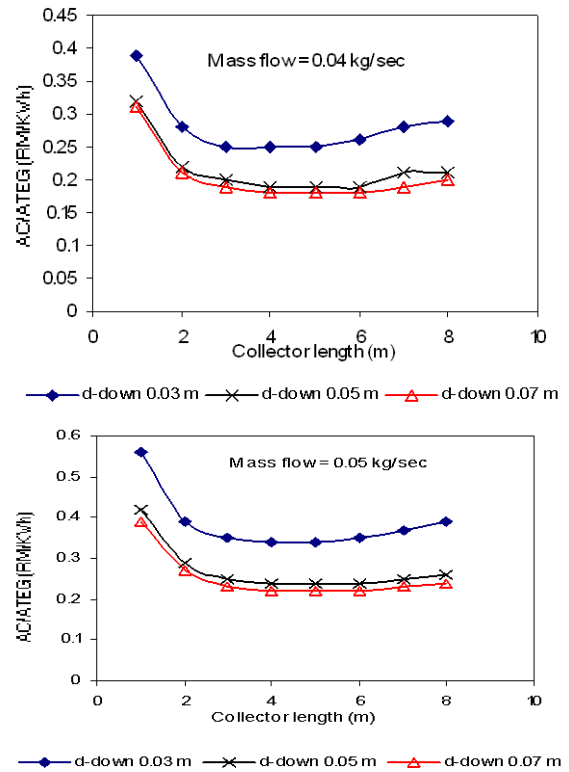 0.45
0.4
0.35
0.3
0.25
0.2
0.15
0.1
0.05
0
AC/ATEG (RM/Kwh)
Mass flow = 0.04 kg/sec
0 2 4 6 8 10
Collector length (m)
d-down 0.03 m d-down 0.05 m d-down 0.07 m
0.6
0.5
0.4
0.3
0.2
0.1
0
AC/ATEG (RM/Kwh)
Mass flow = 0.05 kg/sec
0 2 4 6 8 10
Collector length (m)
d-down 0.03 m d-down 0.05 m d-down 0.07 m